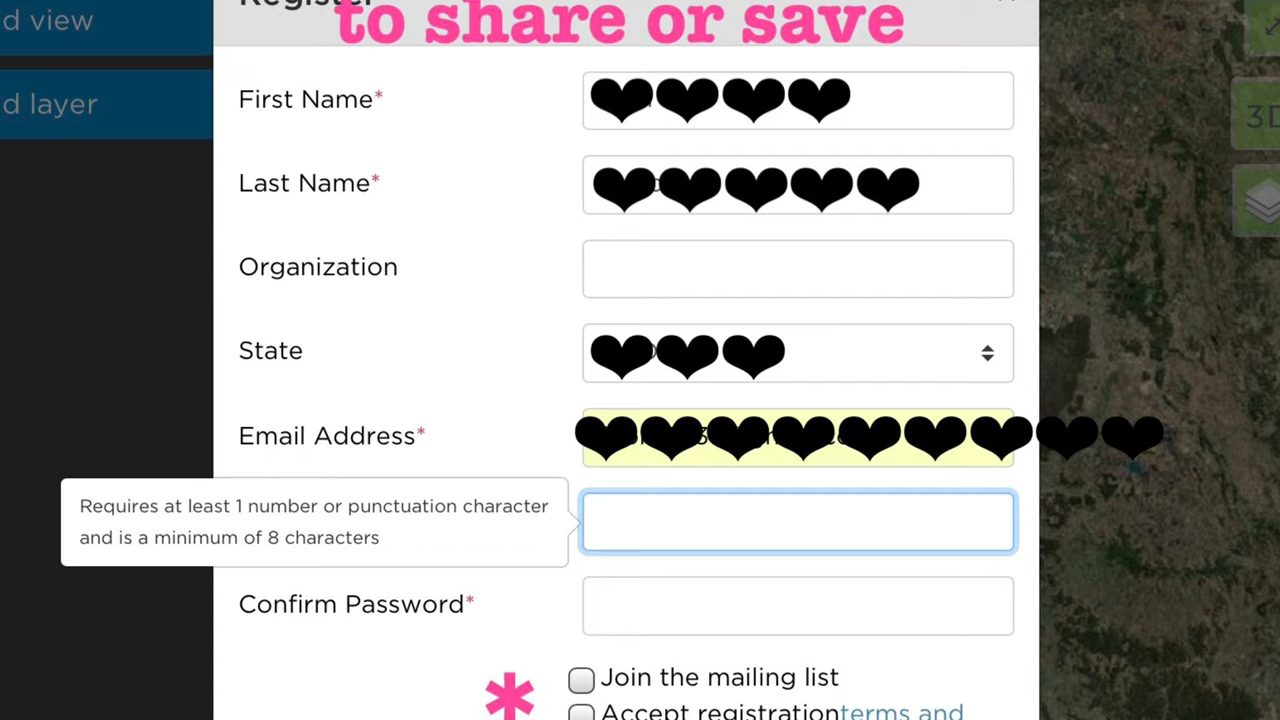 Register
to share or save
d view
d layer
3D
First Name*
Last Name*
Organization
State
Email Address*
Requires at least 1 number or punctuation character
and is a minimum of 8 characters
Confirm Password*
* Join the mailing list
Accept registration terms and